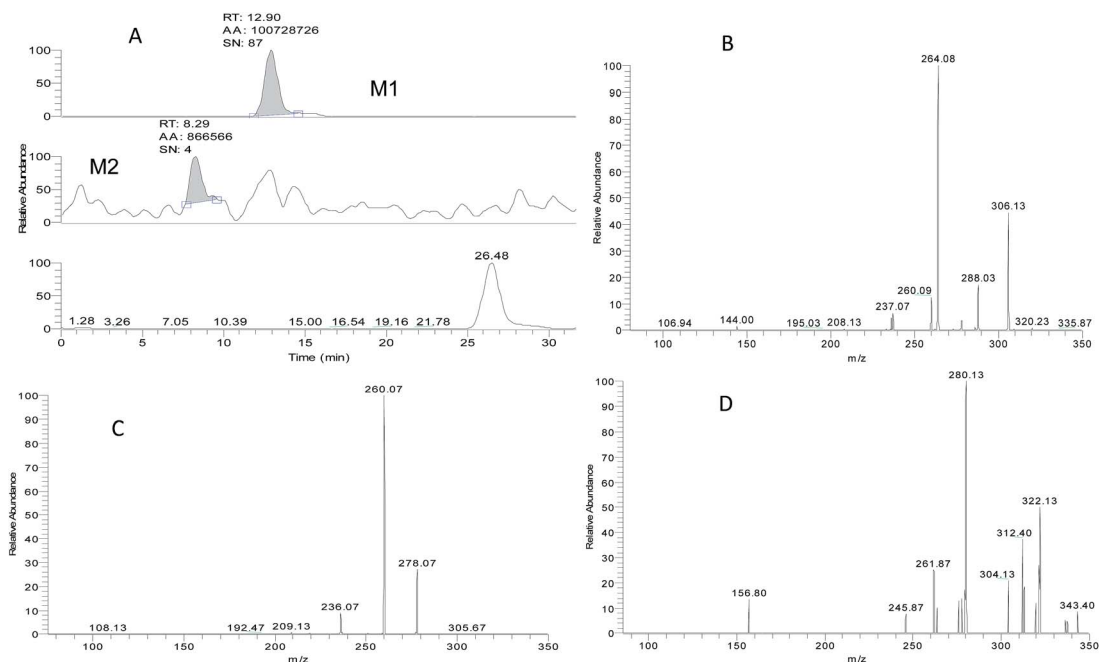 A
RT: 12.90
AA: 100728726
SN: 87
M1
100
50
0
RT: 8.29
AA: 866566
SN: 4
M2
100
50
0
Relative Abundance
26.48
100
50
0
1.28 3.26 7.05 10.39 15.00 16.54 19.16 21.78
0 5 10 15 20 25 30
Time (min)
B
264.08
306.13
288.03
260.09
237.07
106.94 144.00 195.03 208.13 320.23 335.87
100
90
80
70
60
50
40
30
20
10
0
Relative Abundance
100 150 200 250 300 350
m/z
C
260.07
278.07
236.07
108.13 192.47 209.13 305.67
100
90
80
70
60
50
40
30
20
10
0
Relative Abundance
100 150 200 250 300 350
m/z
D
280.13
322.13
312.40
304.13
261.87
245.87
156.80
343.40
100
90
80
70
60
50
40
30
20
10
0
Relative Abundance
100 150 200 250 300 350
m/z